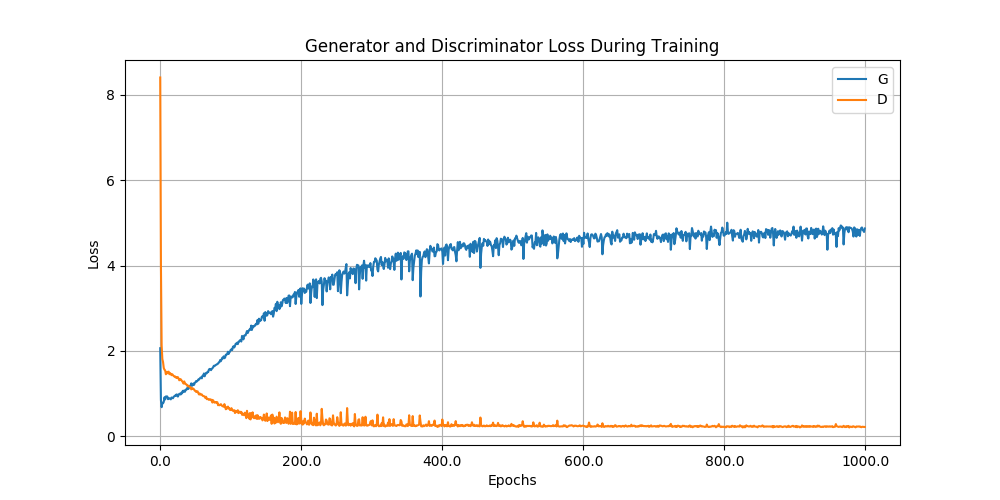 Generator and Discriminator Loss During Training
G
D
8
6
4
2
0
Loss
0.0 200.0 400.0 600.0 800.0 1000.0
Epochs